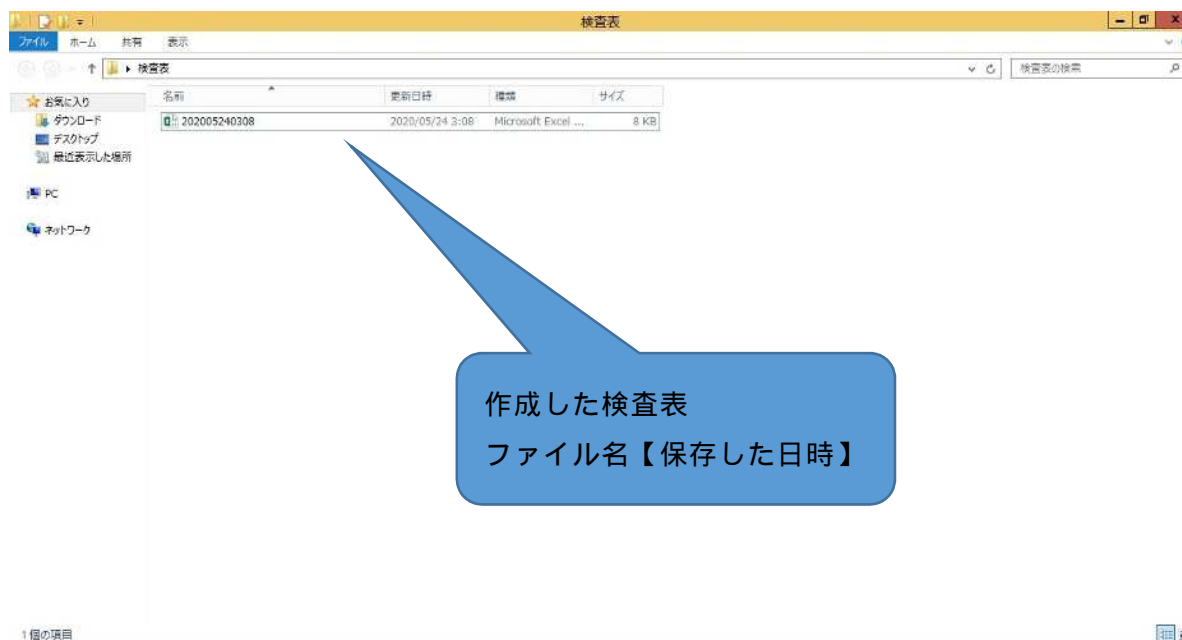 検査表
ファイル ホーム 共有 表示
検査表 検査表の検索
名前 更新日時 種類 サイズ
お気に入り
ダウンロード
デスクトップ
最近表示した場所
PC
ネットワーク
202005240308 2020/05/24 3:08 Microsoft Excel ... 8 KB
作成した検査表
ファイル名【保存した日時】
1 個の項目